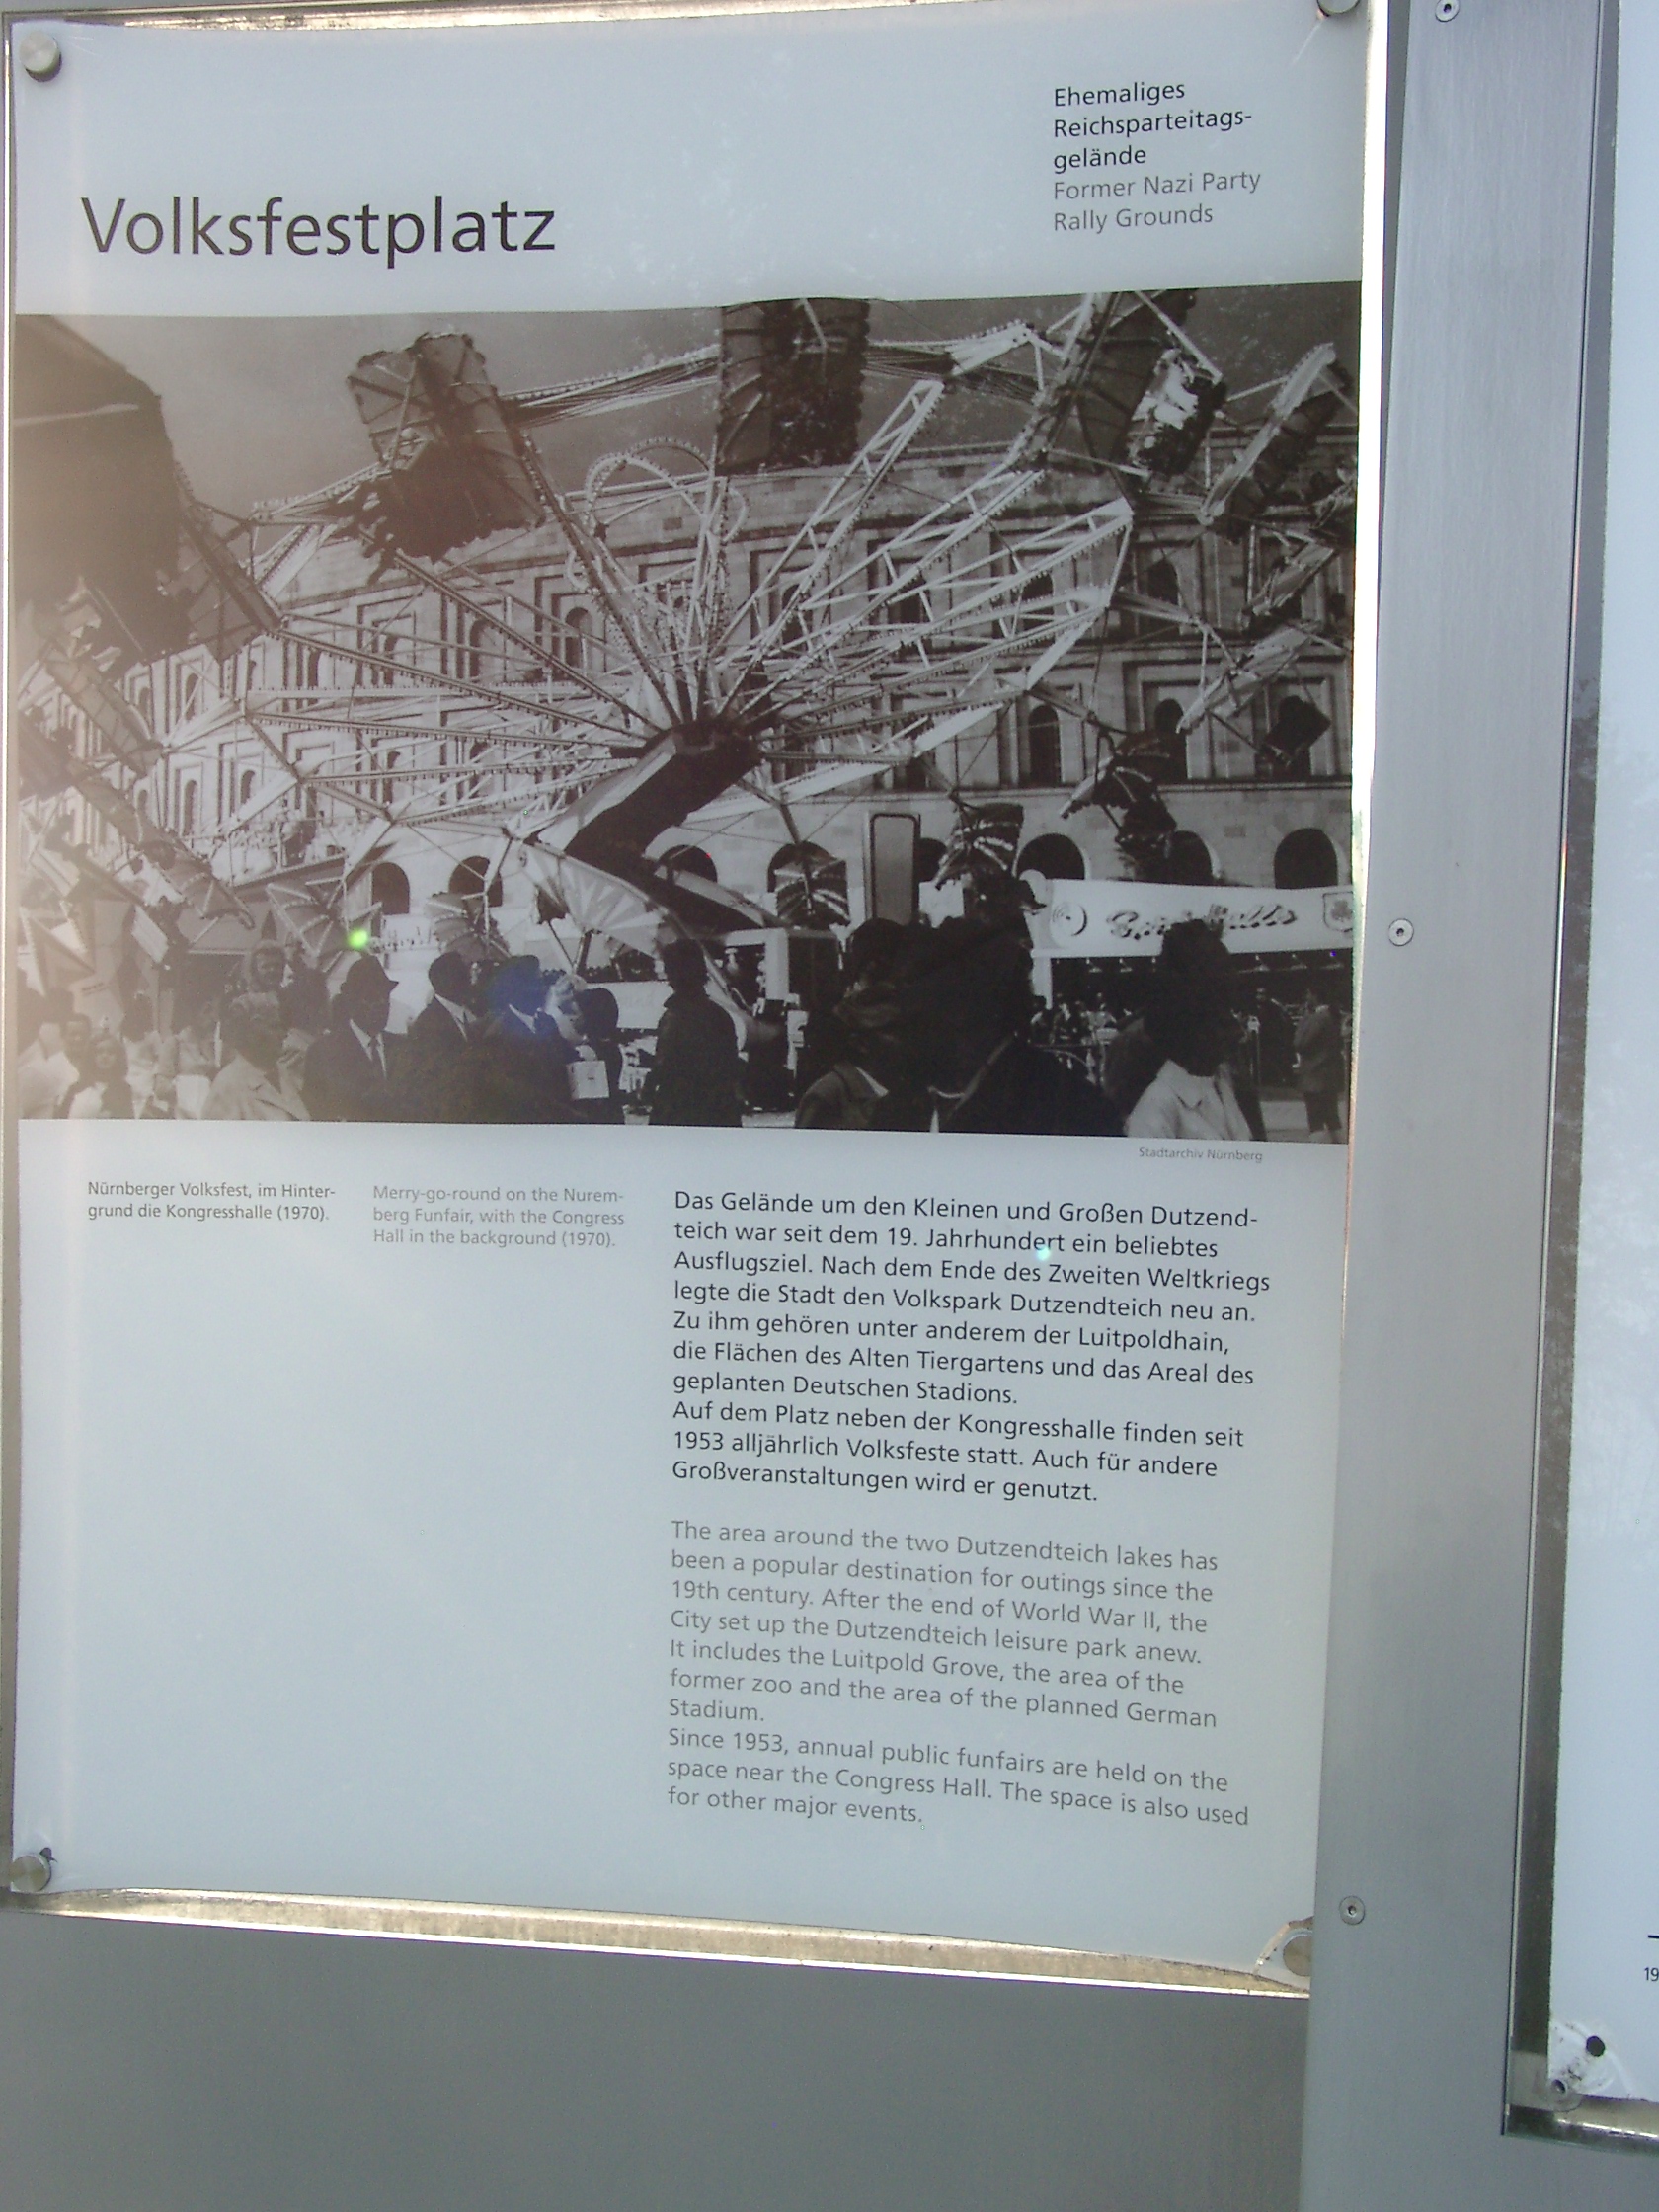 Ehemaliges
Reichsparteitags-
gelände
Former Nazi Party
Rally Grounds
Volksfestplatz
Stadtarchiv Nürnberg
Nürnberger Volksfest, im Hinter-
grund die Kongresshalle (1970).
Merry-go-round on the Nurem-
berg Funfair, with the Congress
Hall in the background (1970).
Das Gelände um den Kleinen und Großen Dutzend-
teich war seit dem 19. Jahrhundert ein beliebtes
Ausflugsziel. Nach dem Ende des Zweiten Weltkriegs
legte die Stadt den Volkspark Dutzendteich neu an.
Zu ihm gehören unter anderem der Luitpoldhain,
die Flächen des Alten Tiergartens und das Areal des
geplanten Deutschen Stadions.
Auf dem Platz neben der Kongresshalle finden seit
1953 alljährlich Volksfeste statt. Auch für andere
Großveranstaltungen wird er genutzt.
The area around the two Dutzendteich lakes has
been a popular destination for outings since the
19th century. After the end of World War II, the
City set up the Dutzendteich leisure park anew.
It includes the Luitpold Grove, the area of the
former zoo and the area of the planned German
Stadium.
Since 1953, annual public funfairs are held on the
space near the Congress Hall. The space is also used
for other major events.
19